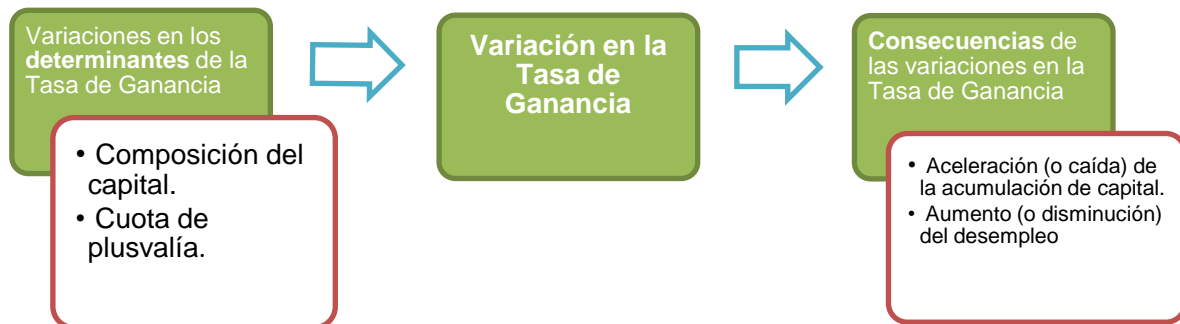 Variaciones en los
determinantes de la
Tasa de Ganancia
• Composición del
capital.
• Cuota de
plusvalía.
Variación en la
Tasa de
Ganancia
Consecuencias de
las variaciones en la
Tasa de Ganancia
• Aceleración (o caída) de
la acumulación de capital.
• Aumento (o disminución)
del desempleo